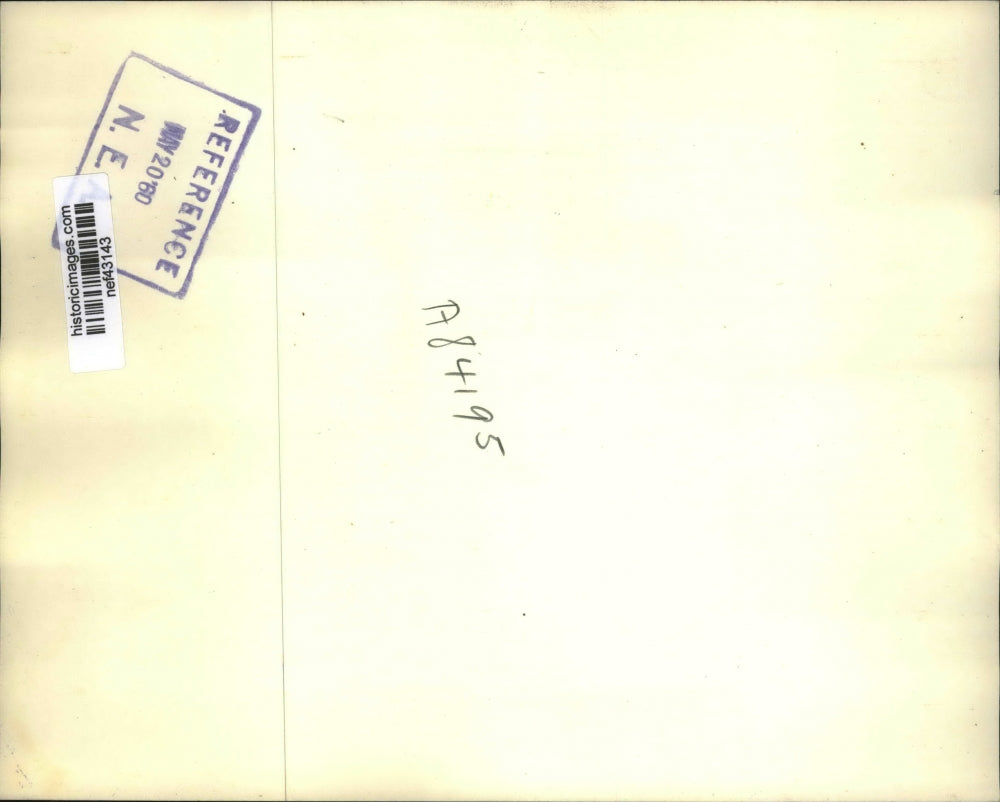 REFERENCE
MAY 20 '60
N. E. A
historicimages.com
nef43143
A84195